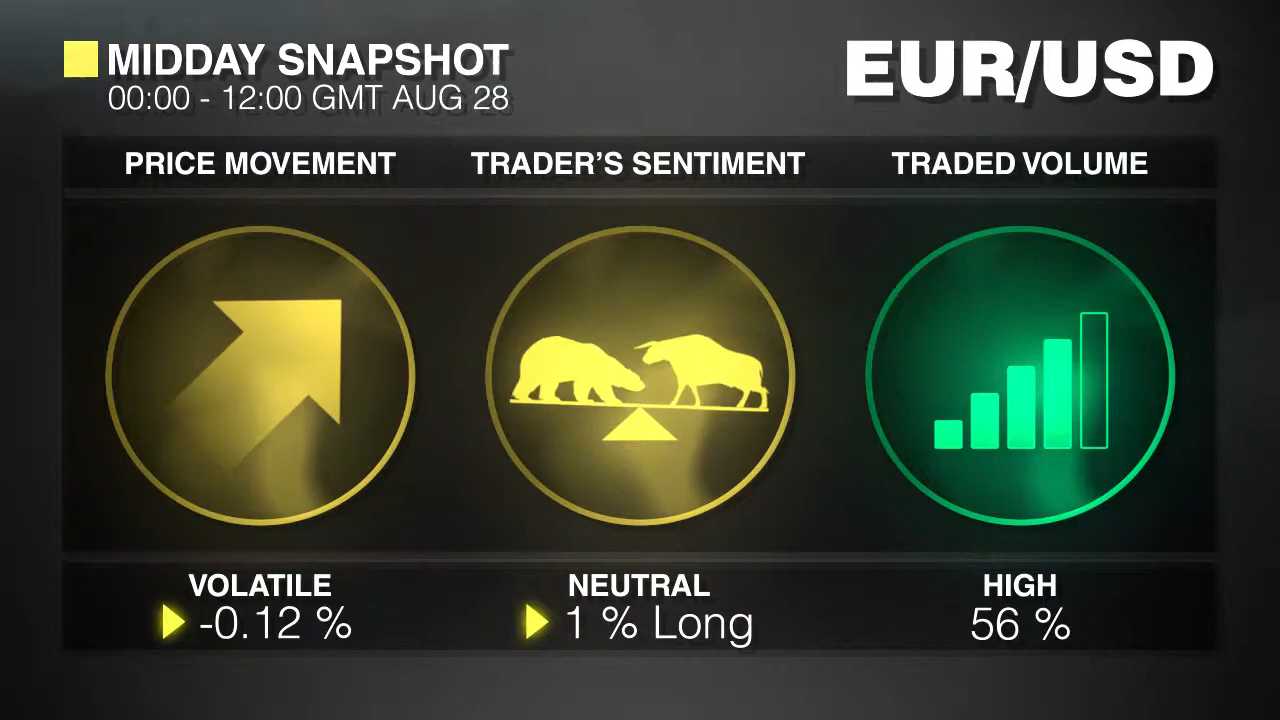 MIDDAY SNAPSHOT
00:00 - 12:00 GMT AUG 28
EUR/USD
PRICE MOVEMENT
TRADER’S SENTIMENT
TRADED VOLUME
VOLATILE
-0.12 %
NEUTRAL
1 % Long
HIGH
56 %